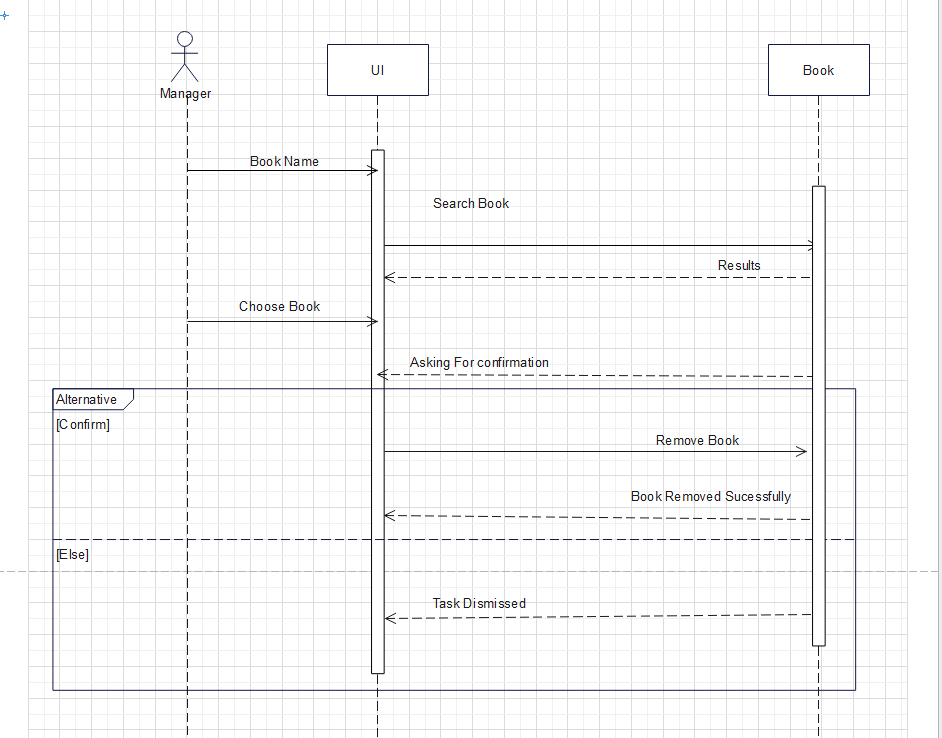 Manager
UI
Book
Book Name
Search Book
Results
Choose Book
Asking For confirmation
Alternative
[Confirm]
Remove Book
Book Removed Sucessfully
[Else]
Task Dismissed